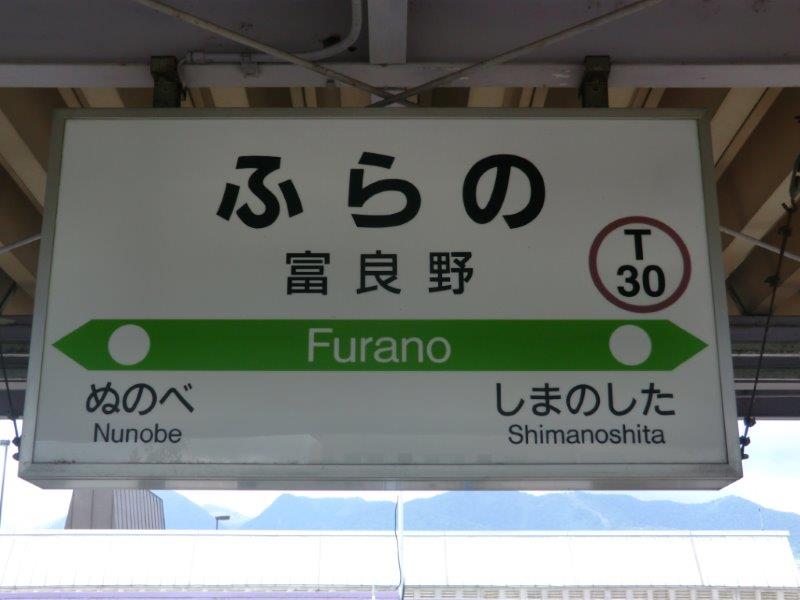 ふらの
富良野
T
30
Furano
ぬのべ
Nunobe
しまのした
Shimanoshita